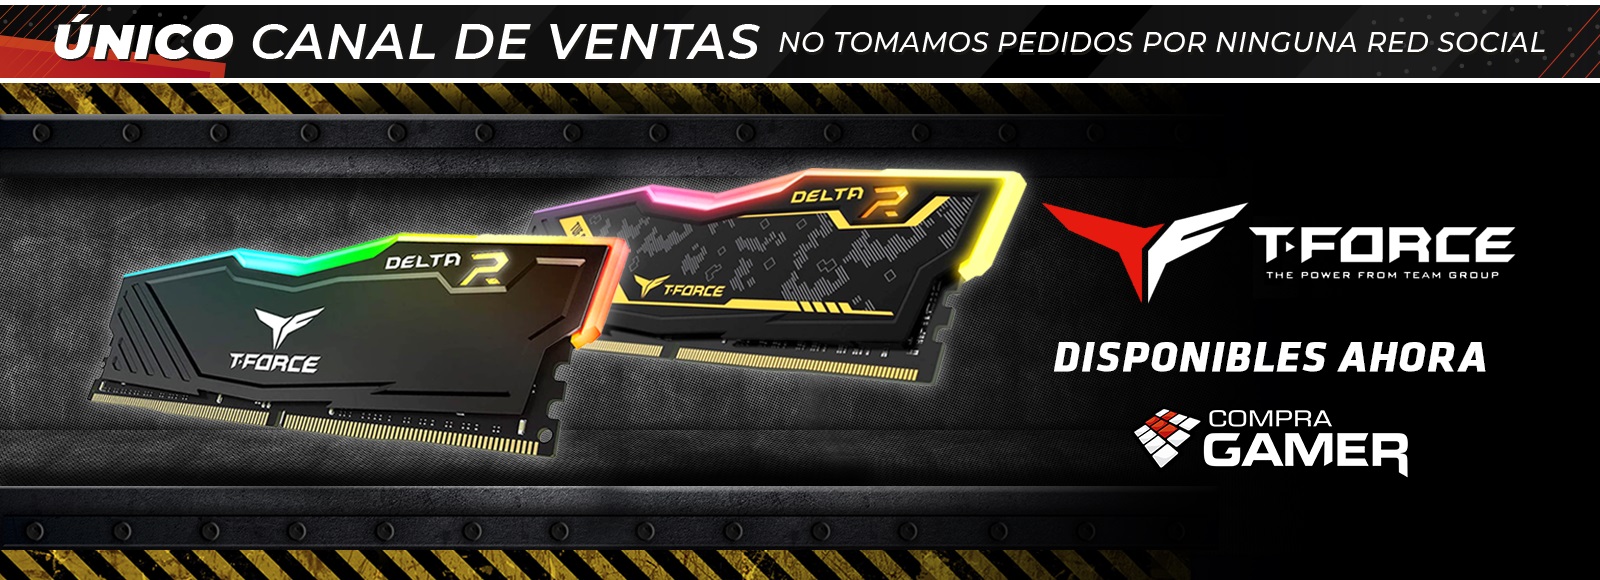 ÚNICO CANAL DE VENTAS NO TOMAMOS PEDIDOS POR NINGUNA RED SOCIAL
DELTA R
T-FORCE
DELTA R
T-FORCE
T-FORCE
THE POWER FROM TEAM GROUP
DISPONIBLES AHORA
COMPRA
GAMER